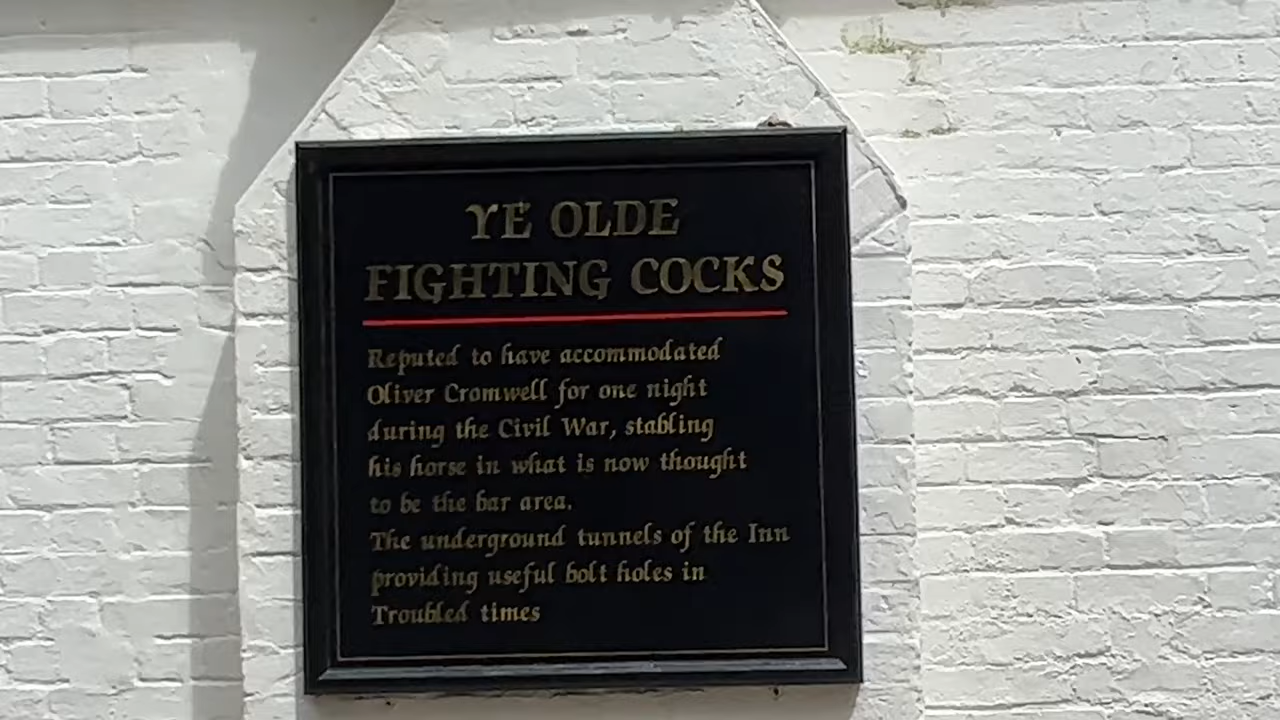 YE OLDE
FIGHTING COCKS
Reputed to have accommodated
Oliver Cromwell for one night
during the Civil War, stabling
his horse in what is now thought
to be the bar area.
The underground tunnels of the Inn
providing useful bolt holes in
Troubled times